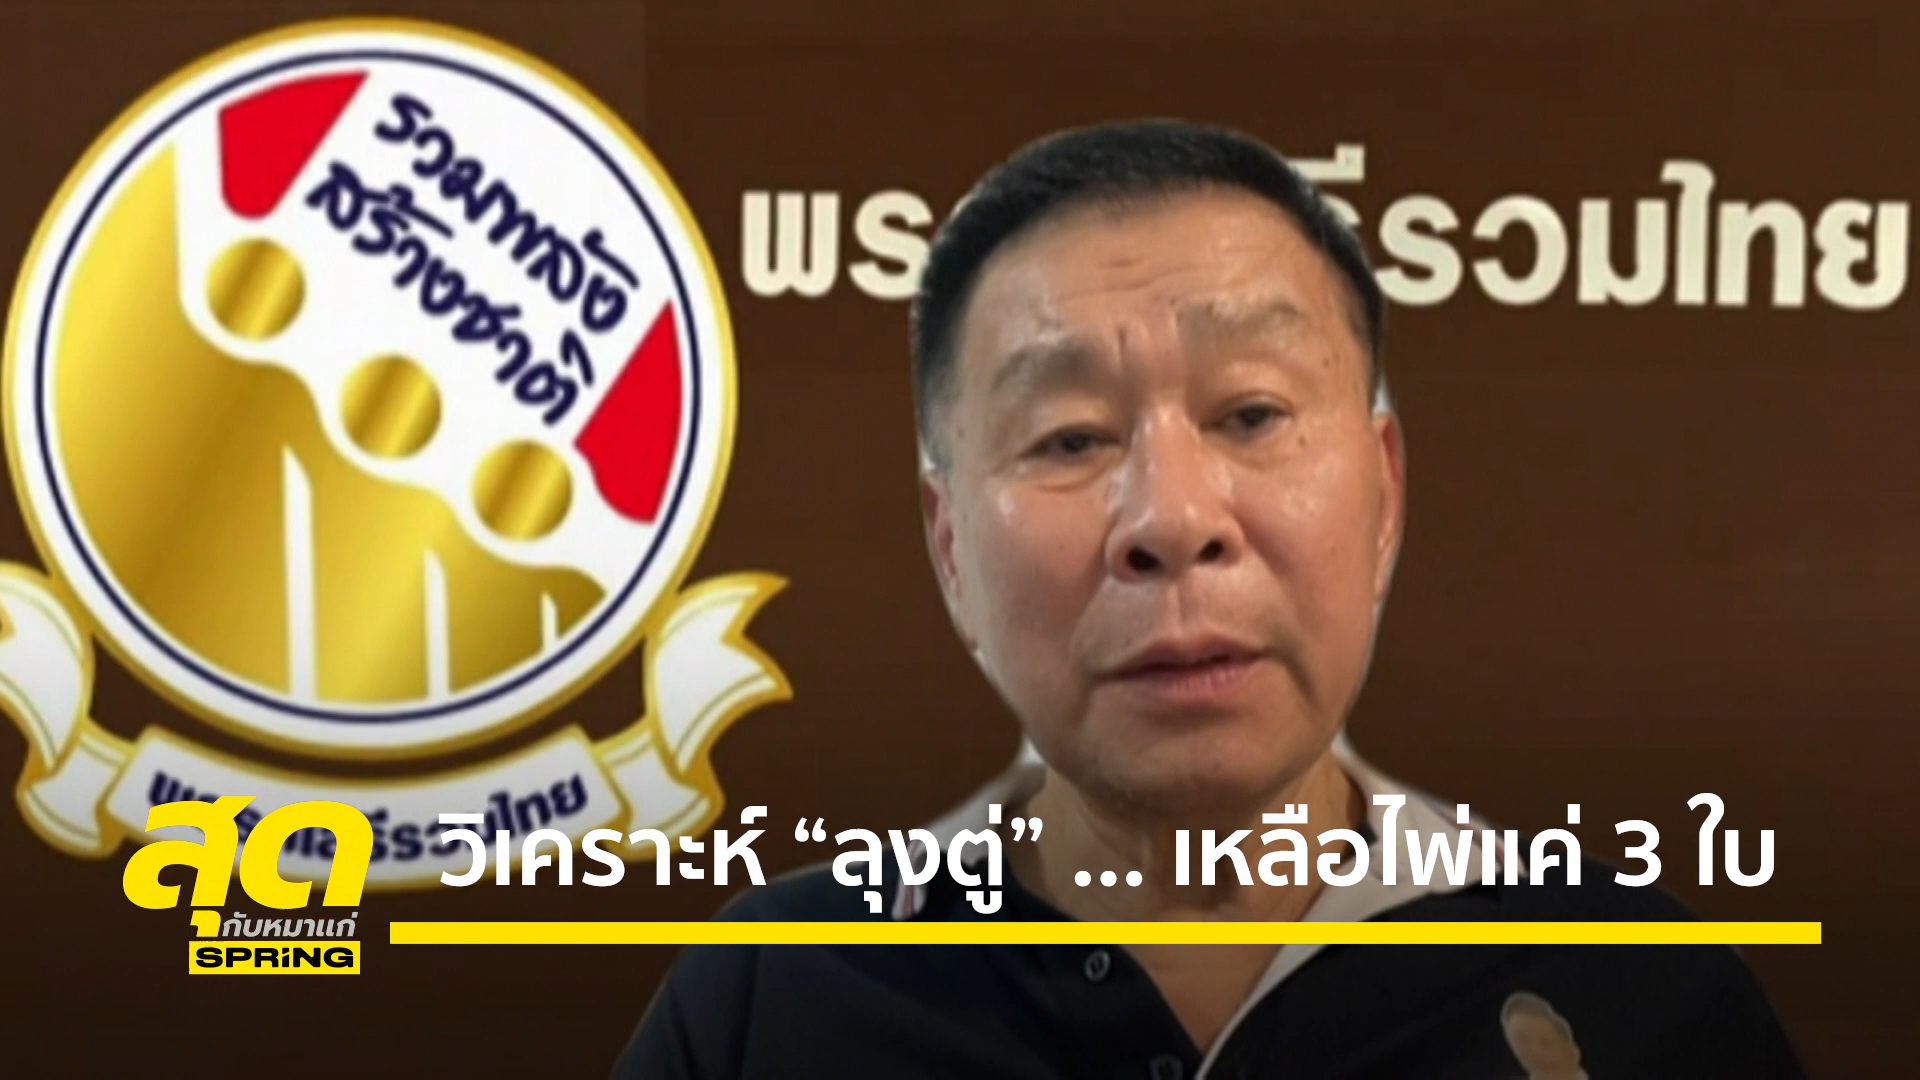 รวมพลัง
สร้างชาติ
รวมไทย
สุด
กับหมาแก่
SPRiNG
วิเคราะห์ “ลุงตู่” ... เหลือไพ่แค่ 3 ใบ